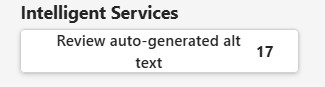 Intelligent Services
Review auto-generated alt
text
17